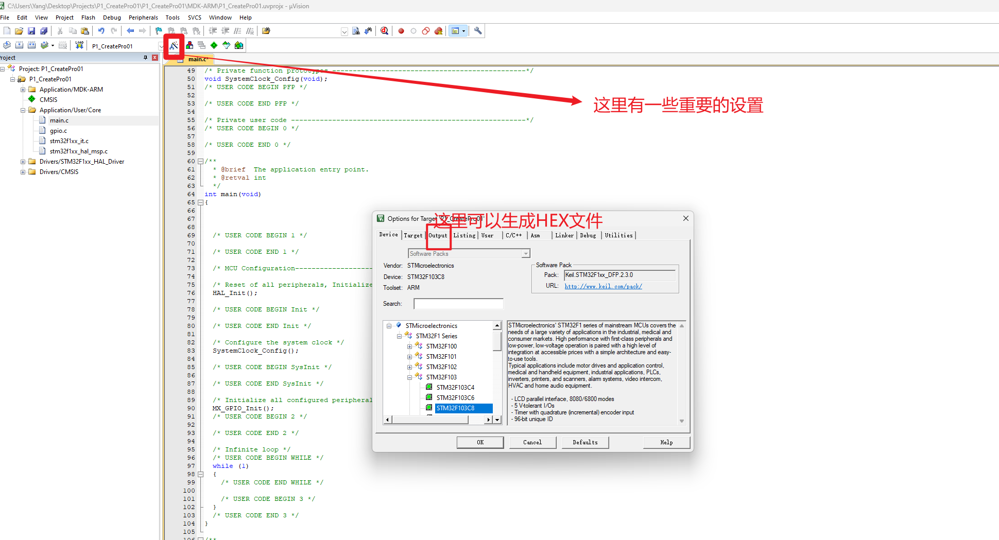 C:\Users\Yang\Desktop\Projects\P1_CreatePro01\P1_CreatePro01\MDK-ARM\P1_CreatePro01.uvprojx - µVision
File Edit View Project Flash Debug Peripherals Tools SVCS Window Help
LOAD P1_CreatePro01
roject
main.c*
Project: P1_CreatePro01
P1_CreatePro01
Application/MDK-ARM
CMSIS
Application/User/Core
main.c
gpio.c
stm32f1xx_it.c
stm32f1xx_hal_msp.c
Drivers/STM32F1xx_HAL_Driver
Drivers/CMSIS
49 /* Private function prototypes -----------------------------------------------*/
50 void SystemClock_Config(void);
51 /* USER CODE BEGIN PFP */
52
53 /* USER CODE END PFP */
54
55 /* Private user code ---------------------------------------------------------*/
56 /* USER CODE BEGIN 0 */
57
58 /* USER CODE END 0 */
59
60 /**
61 * @brief  The application entry point.
62 * @retval int
63 */
64 int main(void)
65 {
66
67
68
69 /* USER CODE BEGIN 1 */
70
71 /* USER CODE END 1 */
72
73 /* MCU Configuration-------------------
74
75 /* Reset of all peripherals, Initialize
76 HAL_Init();
77
78 /* USER CODE BEGIN Init */
79
80 /* USER CODE END Init */
81
82 /* Configure the system clock */
83 SystemClock_Config();
84
85 /* USER CODE BEGIN SysInit */
86
87 /* USER CODE END SysInit */
88
89 /* Initialize all configured peripheral
90 MX_GPIO_Init();
91 /* USER CODE BEGIN 2 */
92
93 /* USER CODE END 2 */
94
95 /* Infinite loop */
96 /* USER CODE BEGIN WHILE */
97 while (1)
98 {
99 /* USER CODE END WHILE */
100
101 /* USER CODE BEGIN 3 */
102 }
103 /* USER CODE END 3 */
104 }
105
106 /**
这里有一些重要的设置
这里可以生成HEX文件
Options for Target 'P1_CreatePro01'
Device Target Output Listing User C/C++ Asm Linker Debug Utilities
Software Packs
Vendor: STMicroelectronics
Device: STM32F103C8
Toolset: ARM
Search:
Software Pack
Pack: Keil.STM32F1xx_DFP.2.3.0
URL: http://www.keil.com/pack/
STMicroelectronics
STM32F1 Series
STM32F100
STM32F101
STM32F102
STM32F103
STM32F103C4
STM32F103C6
STM32F103C8
STMicroelectronics' STM32F1 series of mainstream MCUs covers the
needs of a large variety of applications in the industrial, medical and
consumer markets. High performance with first-class peripherals and
low-power, low-voltage operation is paired with a high level of
integration at accessible prices with a simple architecture and easy-
to-use tools.
Typical applications include motor drives and application control,
medical and handheld equipment, industrial applications, PLCs,
inverters, printers, and scanners, alarm systems, video intercom,
HVAC and home audio equipment.
- LCD parallel interface, 8080/6800 modes
- 5 V-tolerant I/Os
- Timer with quadrature (incremental) encoder input
- 96-bit unique ID
OK Cancel Defaults Help